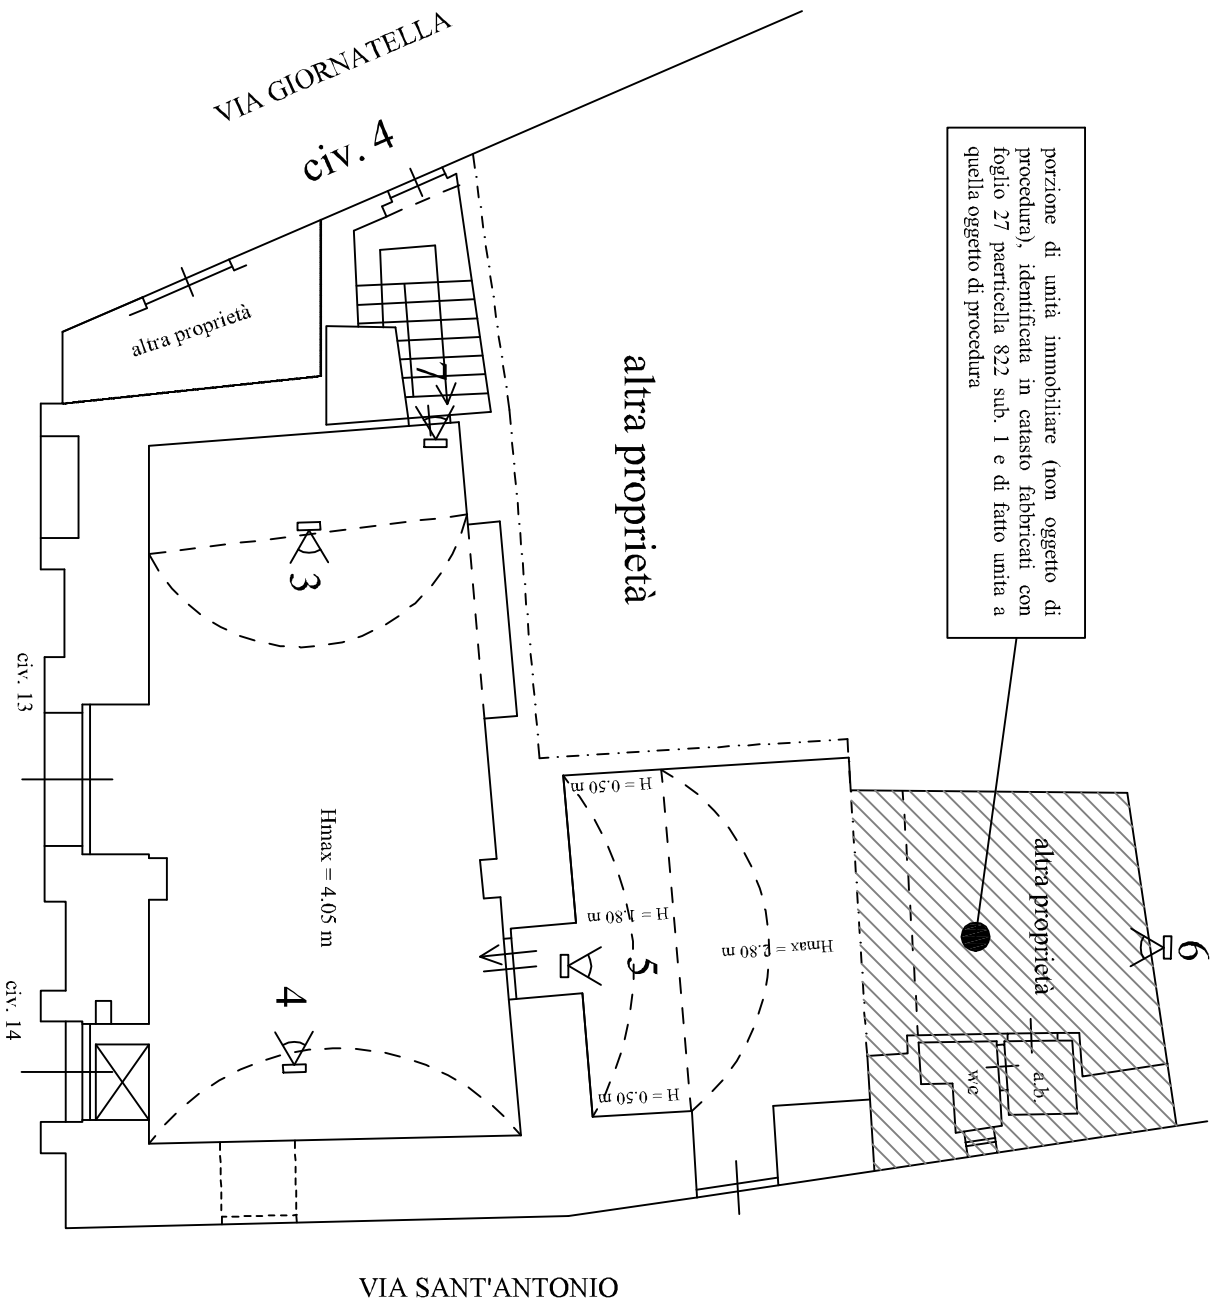 VIA GIORNATELLA
civ. 4
porzione di unità immobiliare (non oggetto di
procedura), identificata in catasto fabbricati con
foglio 27 paerticella 822 sub. 1 e di fatto unita a
quella oggetto di procedura
altra proprietà
altra proprietà
7
3
civ. 13
Hmax = 4.05 m
H = 0.50 m
H = 1.80 m
Hmax = 2.80 m
5
altra proprietà
6
4
civ. 14
wc
a.b.
H = 0.50 m
VIA SANT'ANTONIO